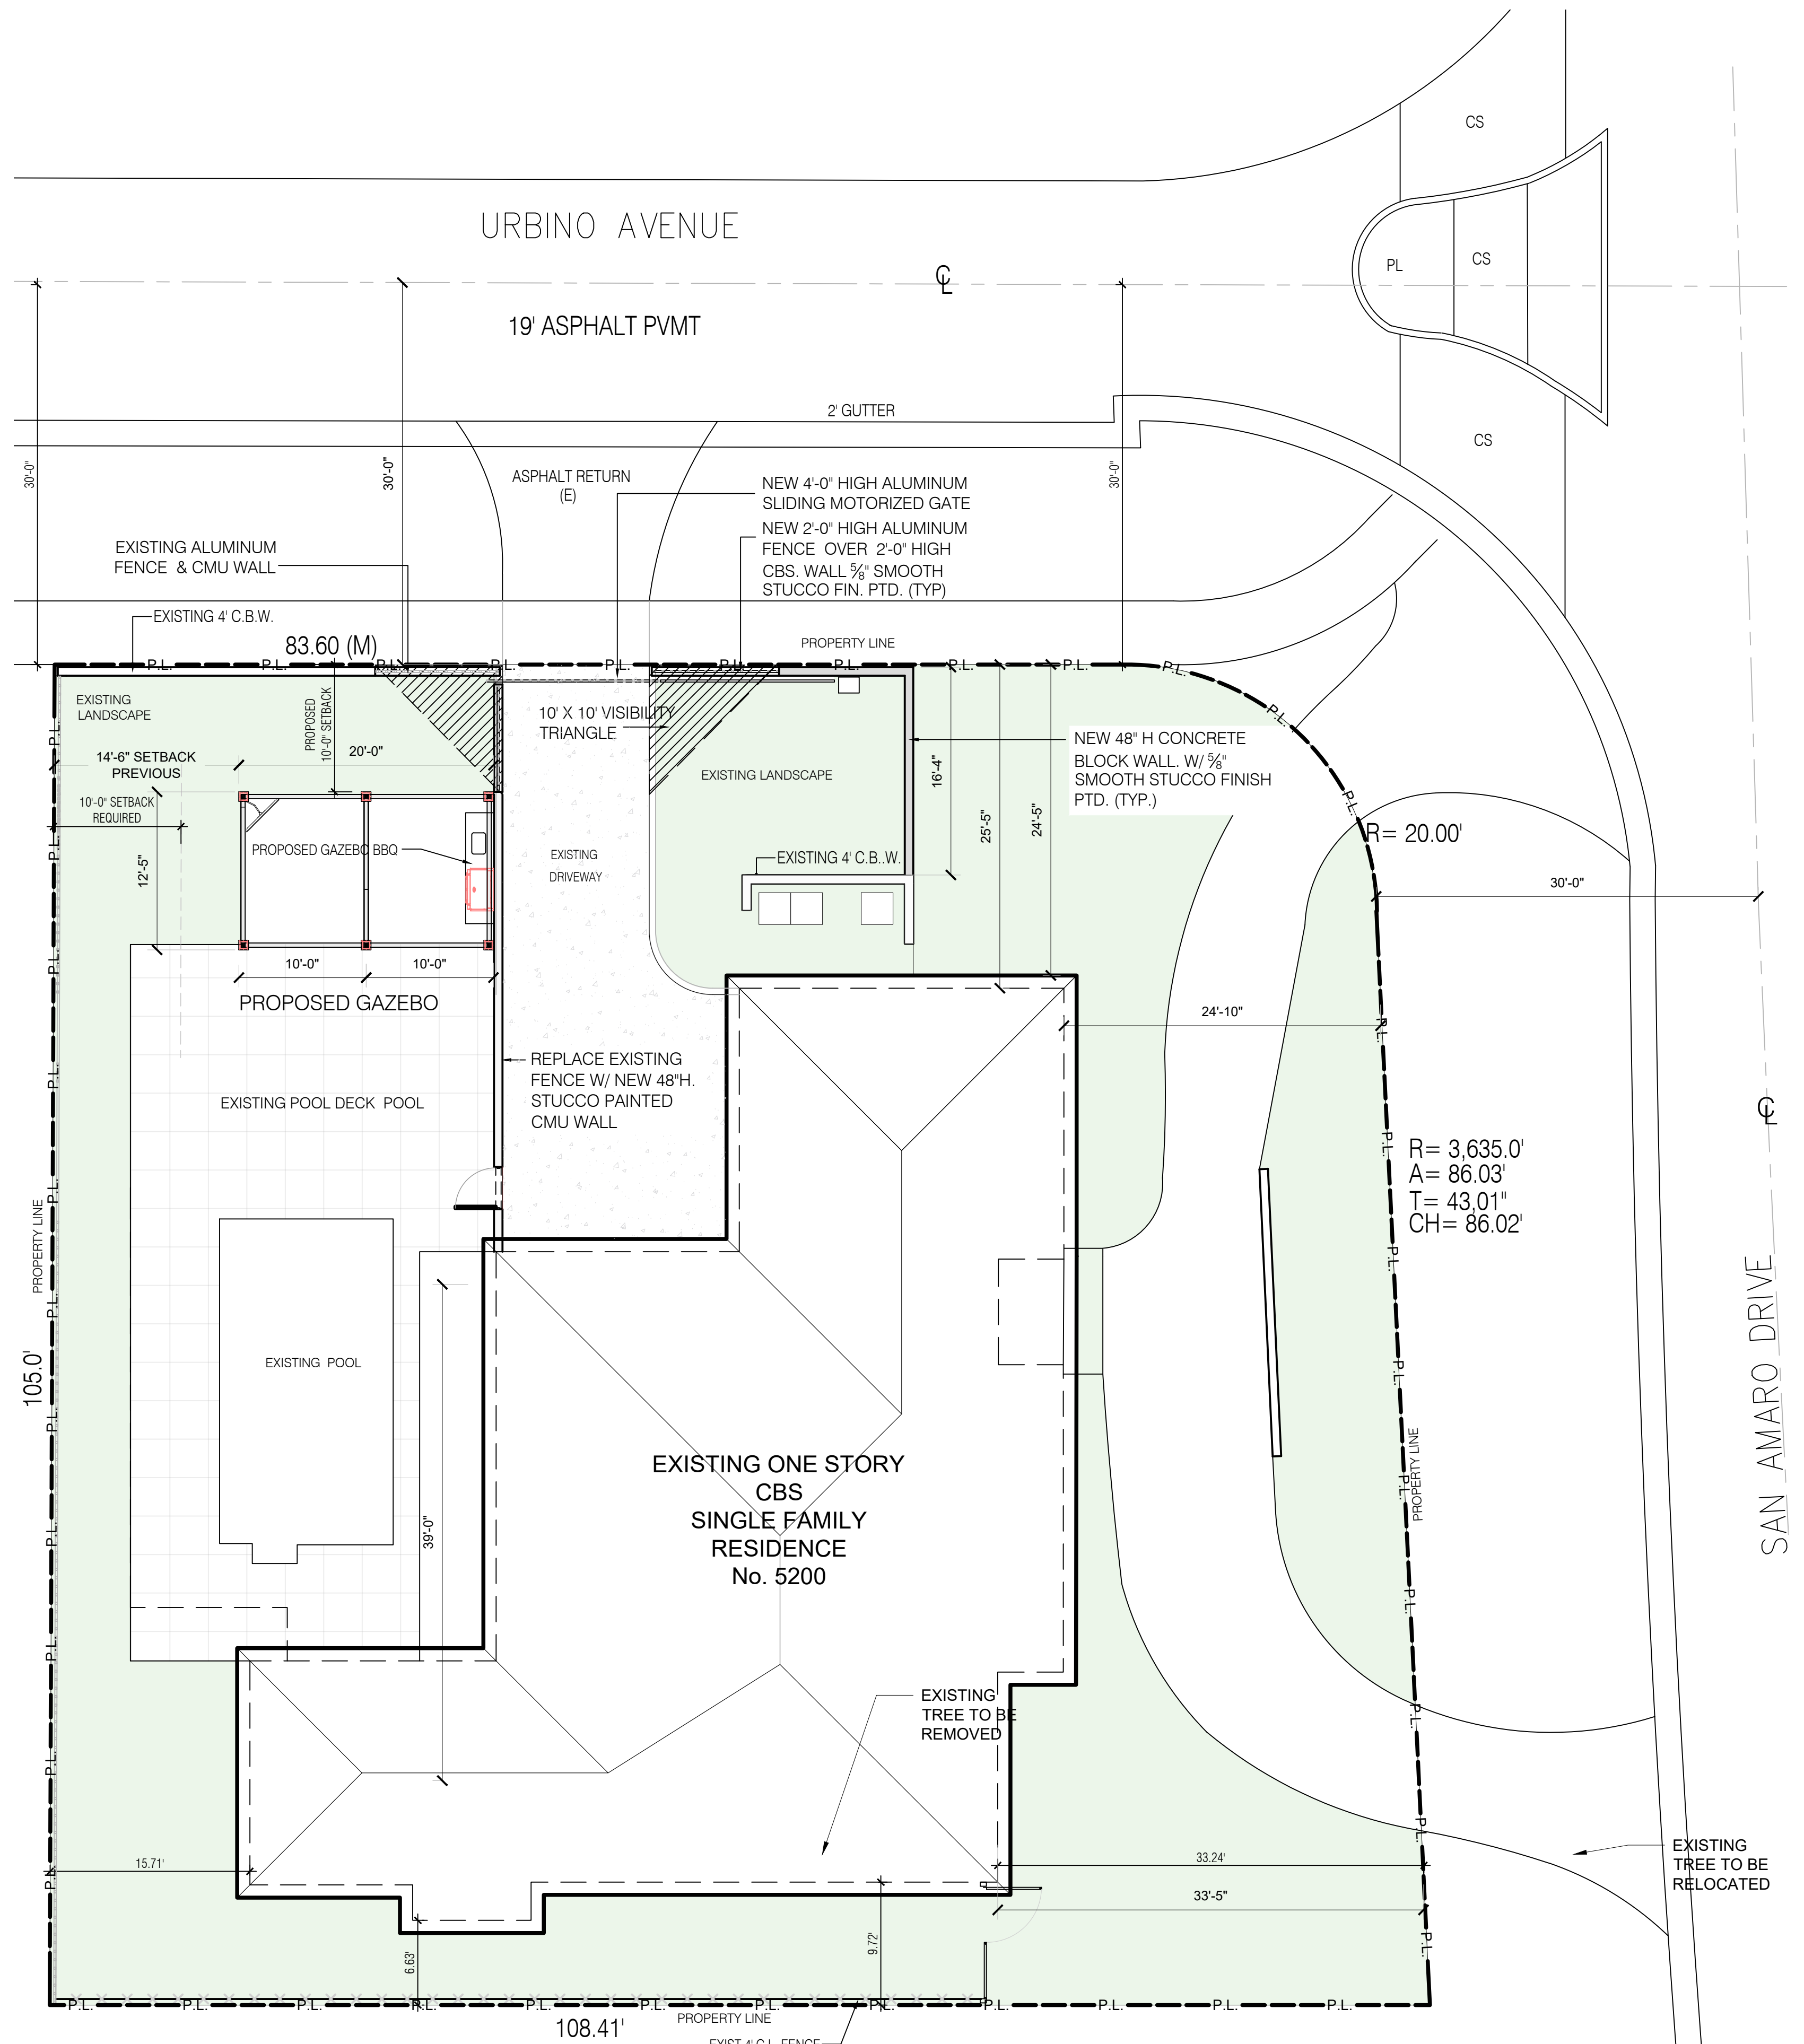 CS
URBINO AVENUE
PL
CS
℄
19' ASPHALT PVMT
2' GUTTER
CS
30'-0"
30'-0"
30'-0"
ASPHALT RETURN
(E)
NEW 4'-0" HIGH ALUMINUM
SLIDING MOTORIZED GATE
NEW 2'-0" HIGH ALUMINUM
FENCE OVER 2'-0" HIGH
CBS. WALL ⅝" SMOOTH
STUCCO FIN. PTD. (TYP)
EXISTING ALUMINUM
FENCE & CMU WALL
EXISTING 4' C.B.W.
83.60 (M)
PROPERTY LINE
P.L. P.L. P.L. P.L. P.L. P.L. P.L. P.L. P.L. P.L.
P.L.
P.L.
EXISTING
LANDSCAPE
PROPOSED
10'-0" SETBACK
10' X 10' VISIBILITY
TRIANGLE
14'-6" SETBACK
PREVIOUS
20'-0"
NEW 48" H CONCRETE
BLOCK WALL. W/ ⅝"
SMOOTH STUCCO FINISH
PTD. (TYP.)
EXISTING LANDSCAPE
16'-4"
25'-5"
24'-5"
10'-0" SETBACK
REQUIRED
R= 20.00'
12'-5"
PROPOSED GAZEBO BBQ
EXISTING
DRIVEWAY
EXISTING 4' C.B..W.
30'-0"
10'-0"
10'-0"
PROPOSED GAZEBO
24'-10"
REPLACE EXISTING
FENCE W/ NEW 48"H.
STUCCO PAINTED
CMU WALL
EXISTING POOL DECK POOL
℄
R= 3,635.0'
A= 86.03'
T= 43,01"
CH= 86.02'
PROPERTY LINE
105.0'
EXISTING POOL
39'-0"
SAN AMARO DRIVE
PROPERTY LINE
EXISTING ONE STORY
CBS
SINGLE FAMILY
RESIDENCE
No. 5200
P.L. P.L. P.L. P.L. P.L. P.L. P.L. P.L. P.L. P.L. P.L.
P.L. P.L. P.L. P.L. P.L. P.L. P.L. P.L. P.L.
EXISTING
TREE TO BE
REMOVED
15.71'
33.24'
33'-5"
EXISTING
TREE TO BE
RELOCATED
6.63'
9.72'
P.L. P.L. P.L. P.L. P.L. P.L. P.L. P.L. P.L. P.L. P.L. P.L.
PROPERTY LINE
108.41'
EXIST 4' C.L. FENCE